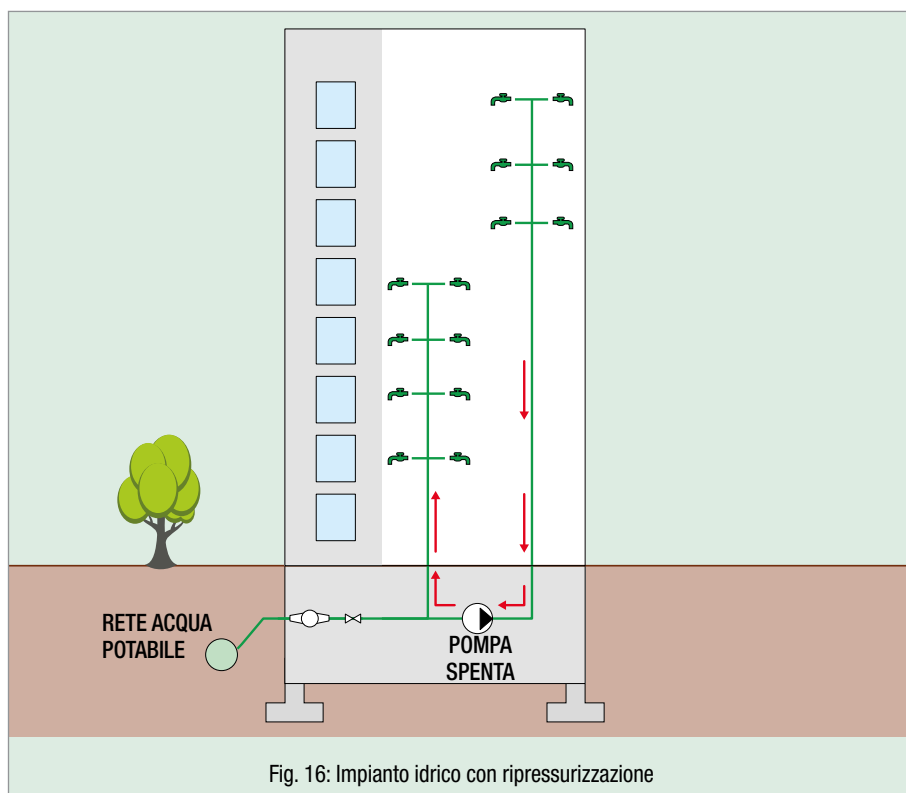 RETE ACQUA
POTABILE
POMPA
SPENTA
Fig. 16: Impianto idrico con ripressurizzazione